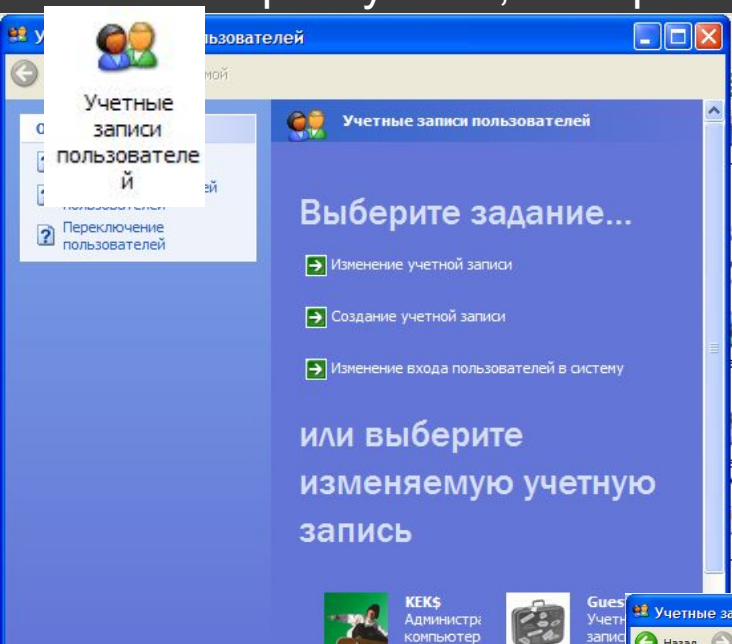 Учетные
записи
пользователе
й
Переключение
пользователей
Учетные записи пользователей
Выберите задание...
Изменение учетной записи
Создание учетной записи
Изменение входа пользователей в систему
или выберите
изменяемую учетную
запись
KEK$
Администра
компьютер
Gues
Учетн
запис
Учетные за
Назад